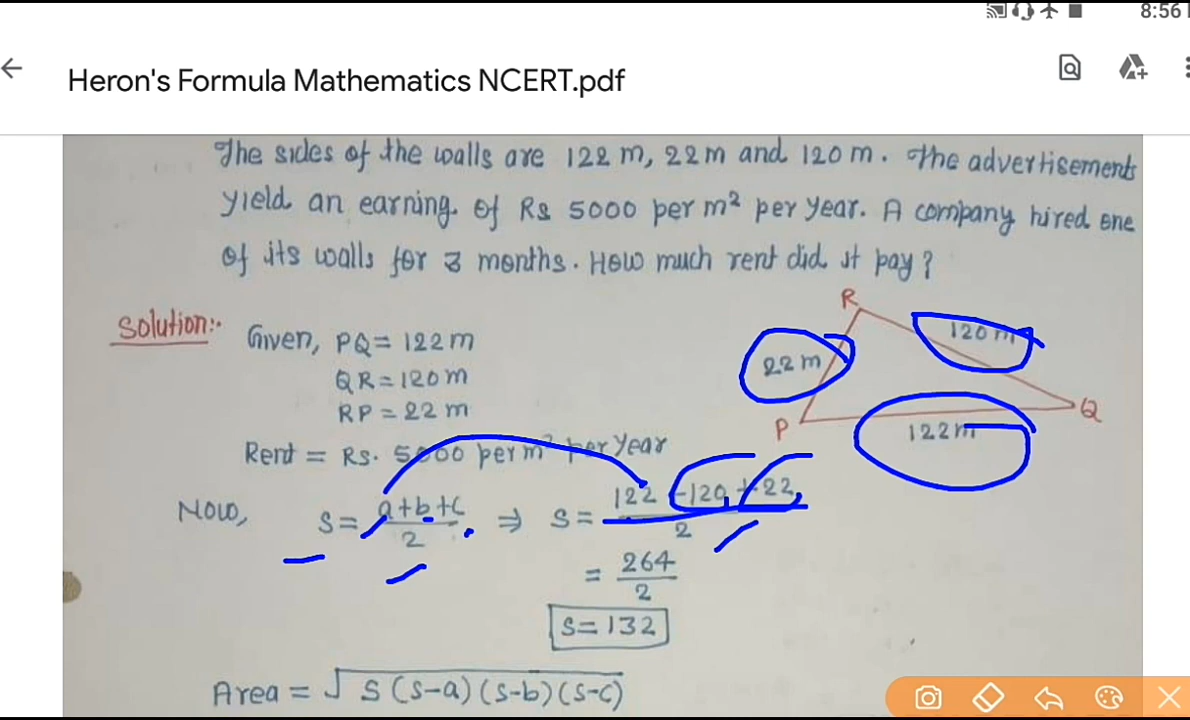 8:56
Heron's Formula Mathematics NCERT.pdf
The sides of the walls are 122 m, 22m and 120 m. The advertisements
yield an earning of Rs 5000 per m² per year. A company hired one
of its walls for 3 months. How much rent did it pay?
Solution:-
Given, PQ = 122 m
QR = 120 m
RP = 22 m
Rent = Rs. 5000 per m² per year
R
120 m
22 m
P
Q
122m
Now, S = a+b+c / 2 ⇒ S = 122 +120 + 22 / 2
= 264 / 2
S = 132
Area = √ S (S-a) (S-b) (S-c)